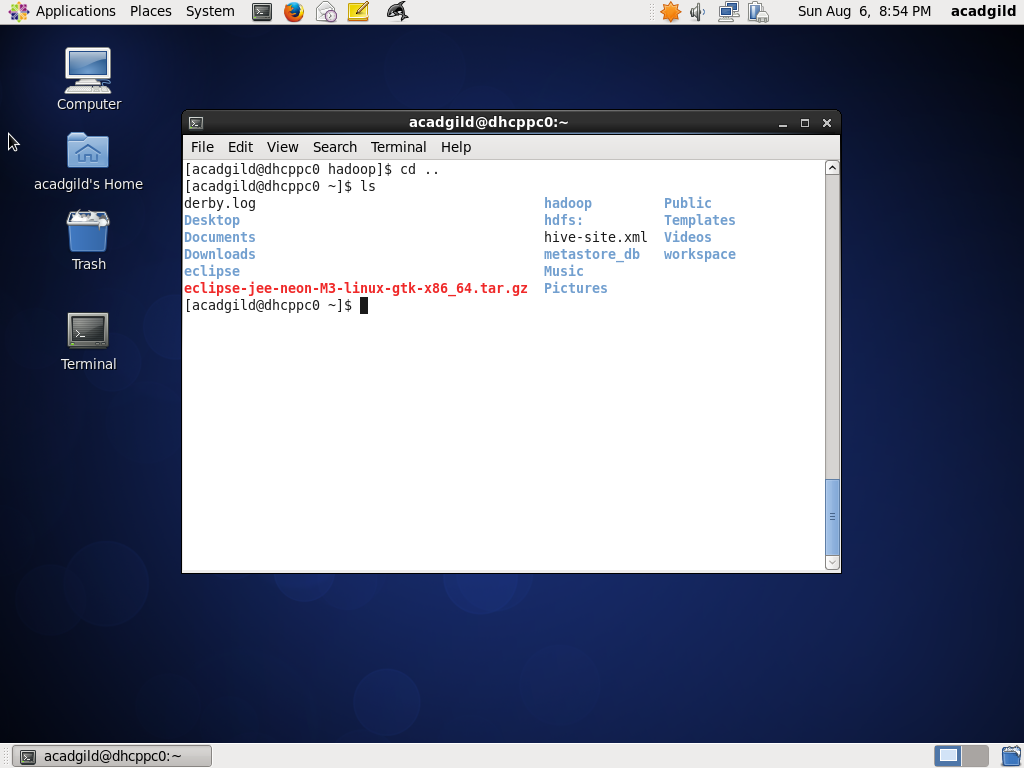 Applications Places System Sun Aug 6, 8:54 PM acadgild
Computer
acadgild's Home
Trash
Terminal
acadgild@dhcppc0:~
File Edit View Search Terminal Help
[acadgild@dhcppc0 hadoop]$ cd ..
[acadgild@dhcppc0 ~]$ ls
derby.log hadoop Public
Desktop hdfs: Templates
Documents hive-site.xml Videos
Downloads metastore_db workspace
eclipse Music
eclipse-jee-neon-M3-linux-gtk-x86_64.tar.gz Pictures
[acadgild@dhcppc0 ~]$
acadgild@dhcppc0:~